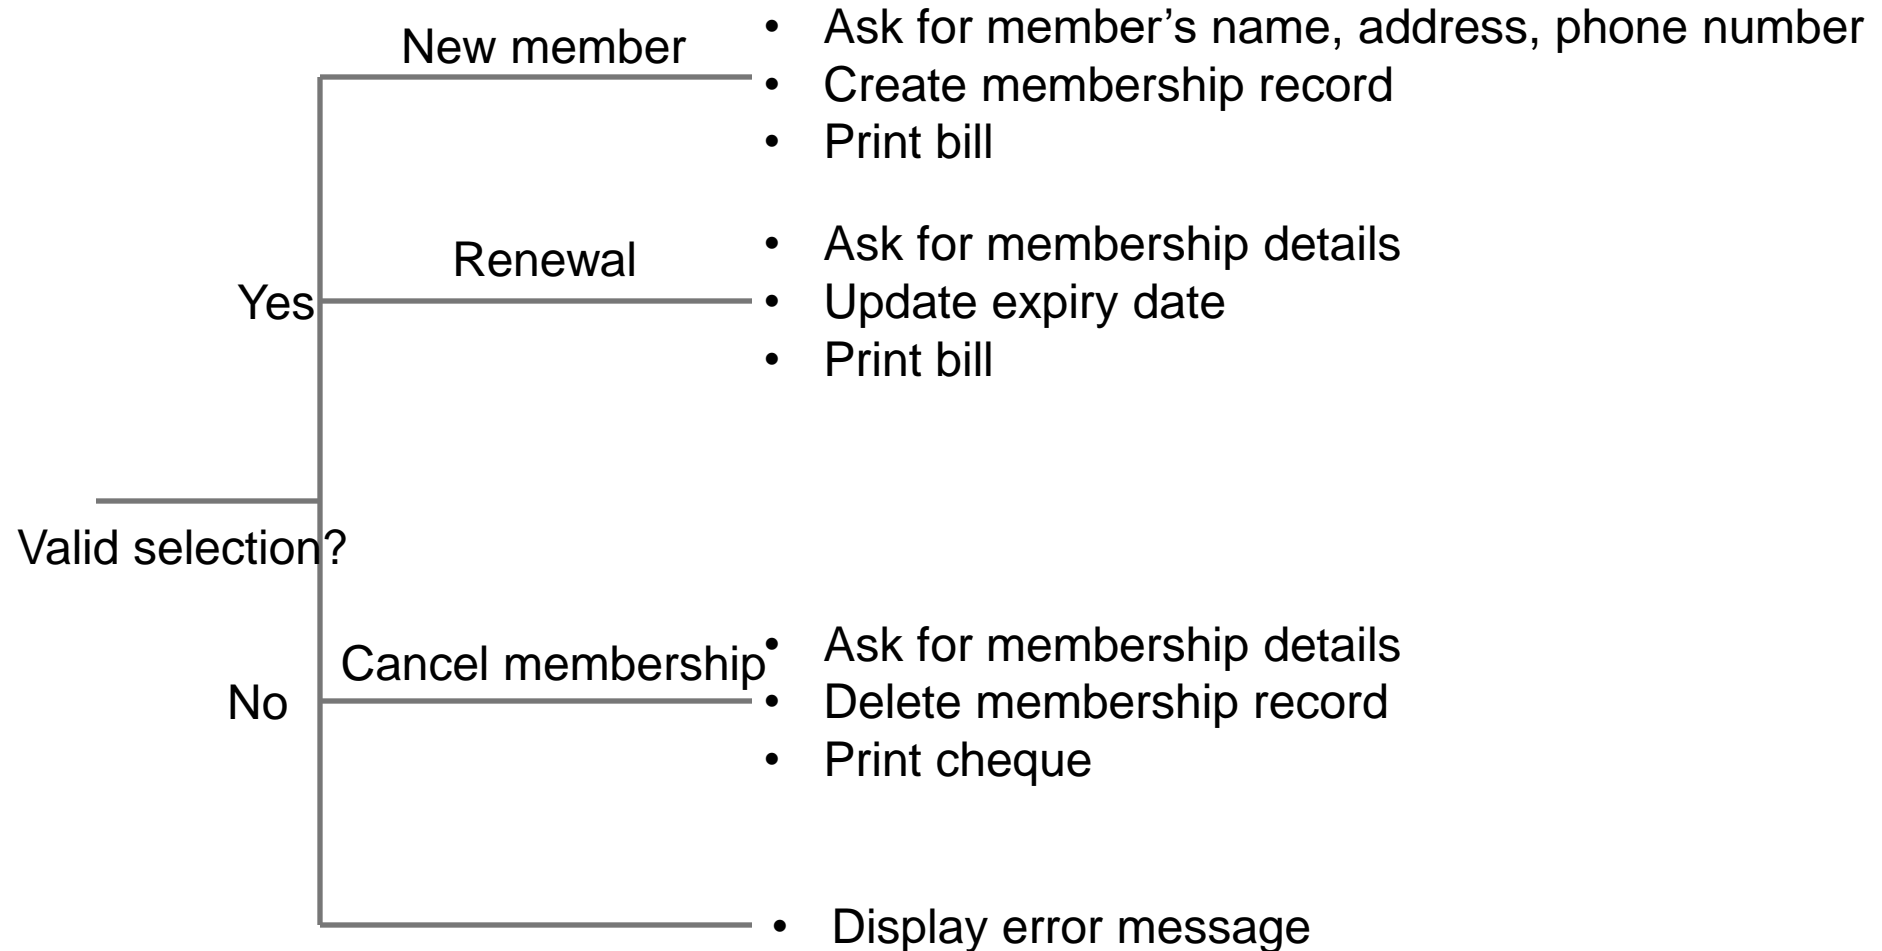 New member
• Ask for member’s name, address, phone number
• Create membership record
• Print bill
Renewal
• Ask for membership details
Yes
• Update expiry date
• Print bill
Valid selection?
Cancel membership
• Ask for membership details
No
• Delete membership record
• Print cheque
• Display error message